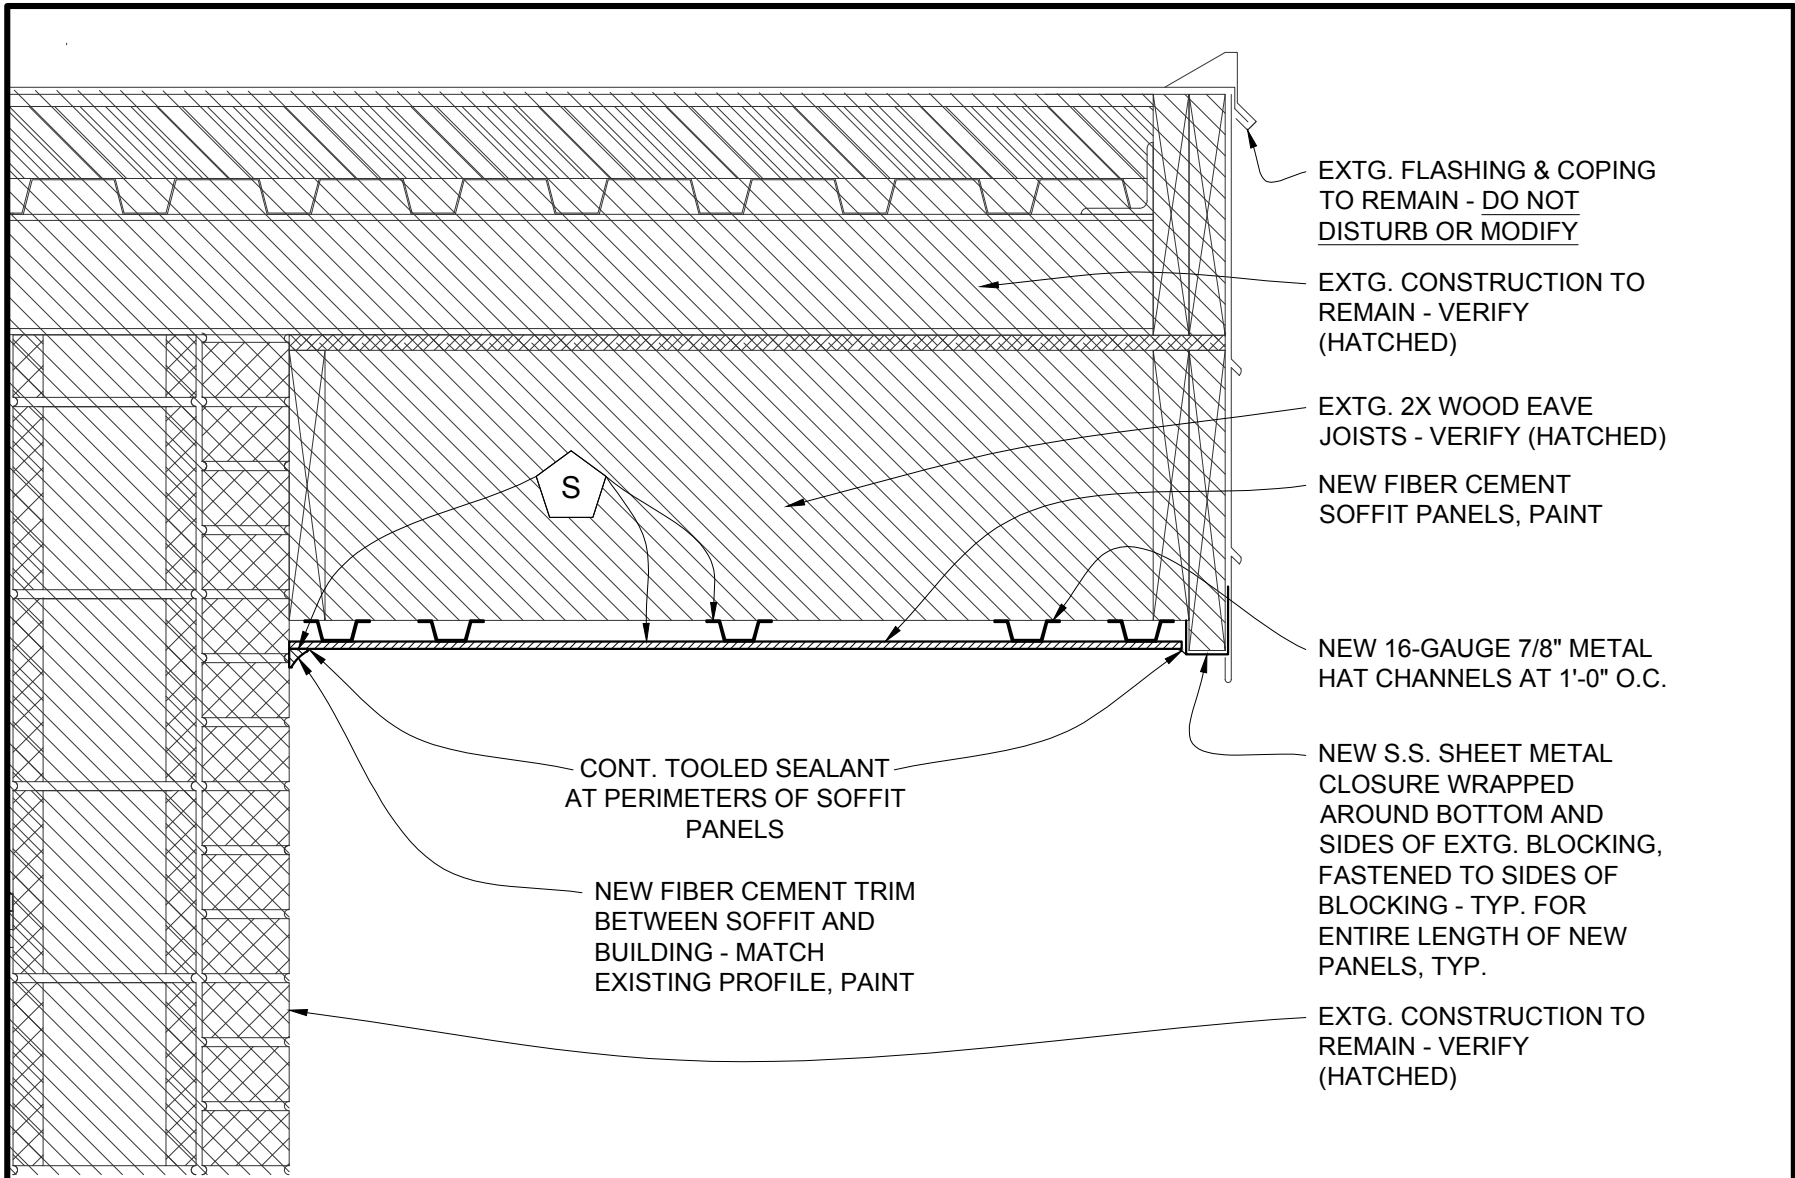 EXTG. FLASHING & COPING
TO REMAIN - DO NOT
DISTURB OR MODIFY
EXTG. CONSTRUCTION TO
REMAIN - VERIFY
(HATCHED)
EXTG. 2X WOOD EAVE
JOISTS - VERIFY (HATCHED)
NEW FIBER CEMENT
SOFFIT PANELS, PAINT
S
NEW 16-GAUGE 7/8" METAL
HAT CHANNELS AT 1'-0" O.C.
NEW S.S. SHEET METAL
CLOSURE WRAPPED
AROUND BOTTOM AND
SIDES OF EXTG. BLOCKING,
FASTENED TO SIDES OF
BLOCKING - TYP. FOR
ENTIRE LENGTH OF NEW
PANELS, TYP.
CONT. TOOLED SEALANT
AT PERIMETERS OF SOFFIT
PANELS
NEW FIBER CEMENT TRIM
BETWEEN SOFFIT AND
BUILDING - MATCH
EXISTING PROFILE, PAINT
EXTG. CONSTRUCTION TO
REMAIN - VERIFY
(HATCHED)